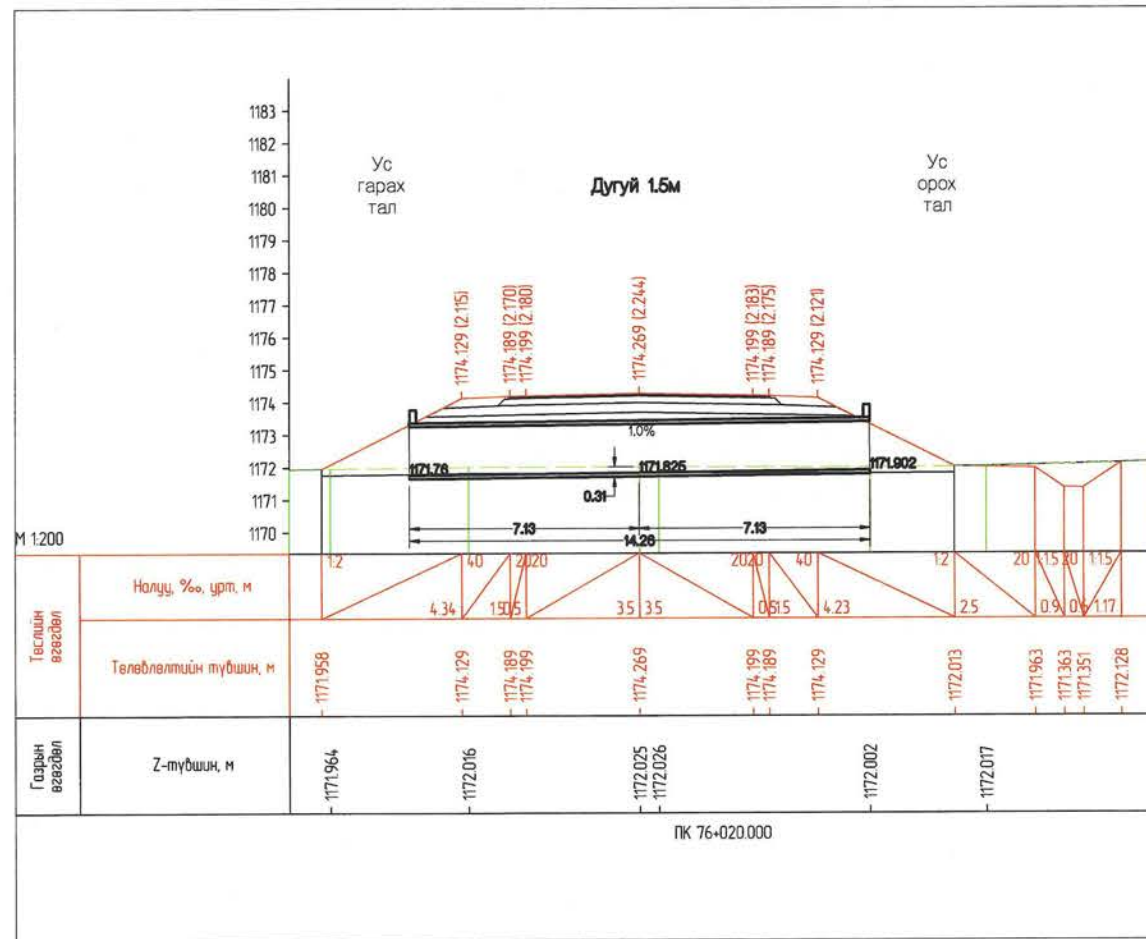 1183
1182
1181
1180
1179
1178
1177
1176
1175
1174
1173
1172
1171
1170
Ус
гарах
тал
Дугуй 1.5м
Ус
орох
тал
1174.129 (2.115)
1174.189 (2.170)
1174.199 (2.180)
1174.269 (2.244)
1174.199 (2.183)
1174.189 (2.175)
1174.129 (2.121)
1.0%
1171.76
1171.825
1171.902
0.31
7.13
7.13
14.26
М 1:200
Төслийн өгөгдөл
Налуу, ‰, урт, м
1:2 40 2020 2020 40 1:2 20 1:1.5 1:1.5
4.34 1.5 0.5 3.5 3.5 0.5 1.5 4.23 2.5 0.9 1.17
Төлөвлөлтийн түвшин, м
1171.958 1174.129 1174.189 1174.199 1174.269 1174.199 1174.189 1174.129 1172.013 1171.963 1171.363 1171.351 1172.128
Газрын өгөгдөл
Z-түвшин, м
1171.964 1172.016 1172.025 1172.026 1172.002 1172.017
ПК 76+020.000